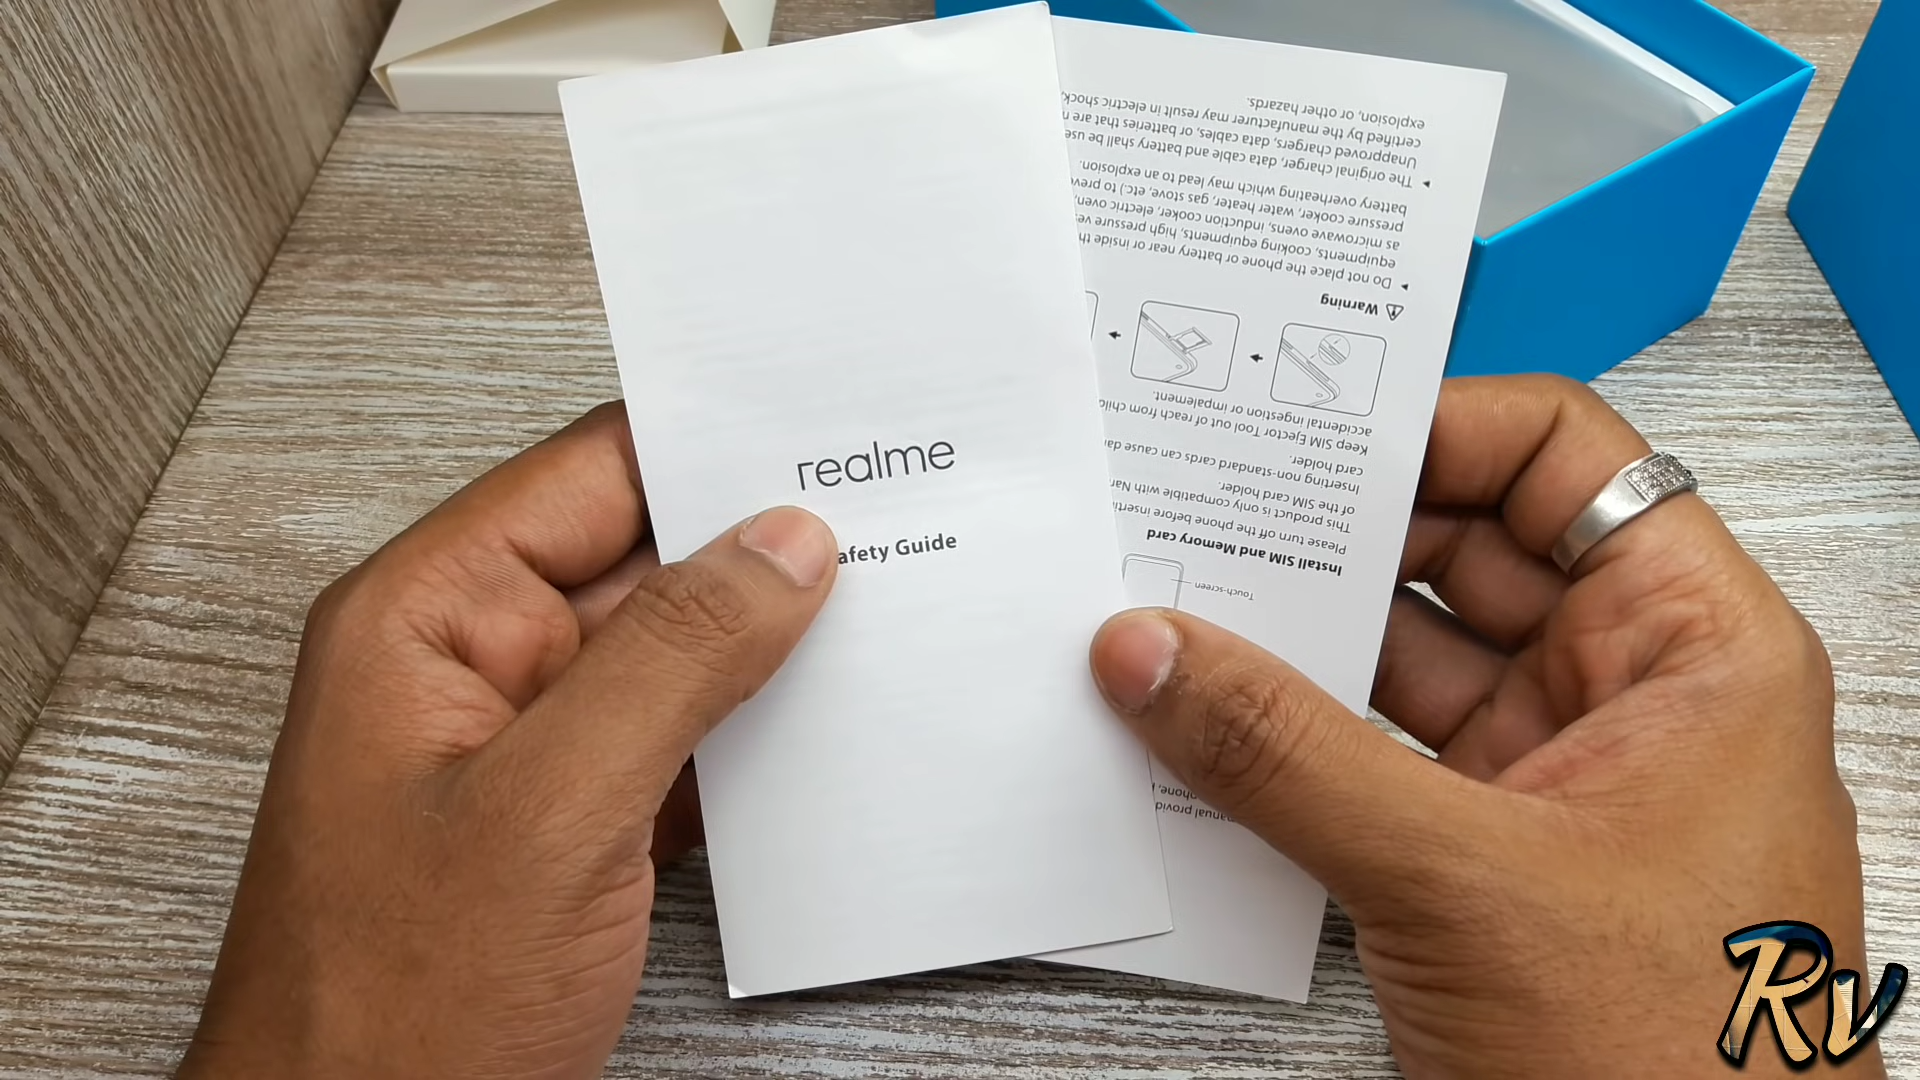 realme
afety Guide
Touch-screen
Install SIM and Memory card
Please turn off the phone before inserti
This product is only compatible with Nan
of the SIM card holder.
Inserting non-standard cards can cause da
card holder.
Keep SIM Ejector Tool out of reach from child
accidental ingestion or impalement.
Warning
Do not place the phone or battery near or inside th
equipments, cooking equipments, high pressure ve
as microwave ovens, induction cooker, electric oven,
pressure cooker, water heater, gas stove, etc.) to preve
battery overheating which may lead to an explosion.
The original charger, data cable and battery shall be use
Unapproved chargers, data cables, or batteries that are n
certified by the manufacturer may result in electric shock,
explosion, or other hazards.
manual provid
phone,
Rv